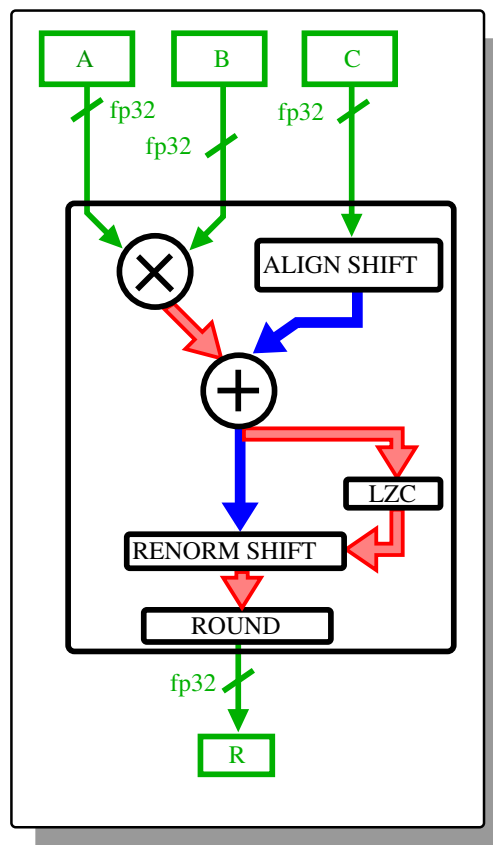 A
B
C
fp32
fp32
fp32
ALIGN SHIFT
LZC
RENORM SHIFT
ROUND
fp32
R